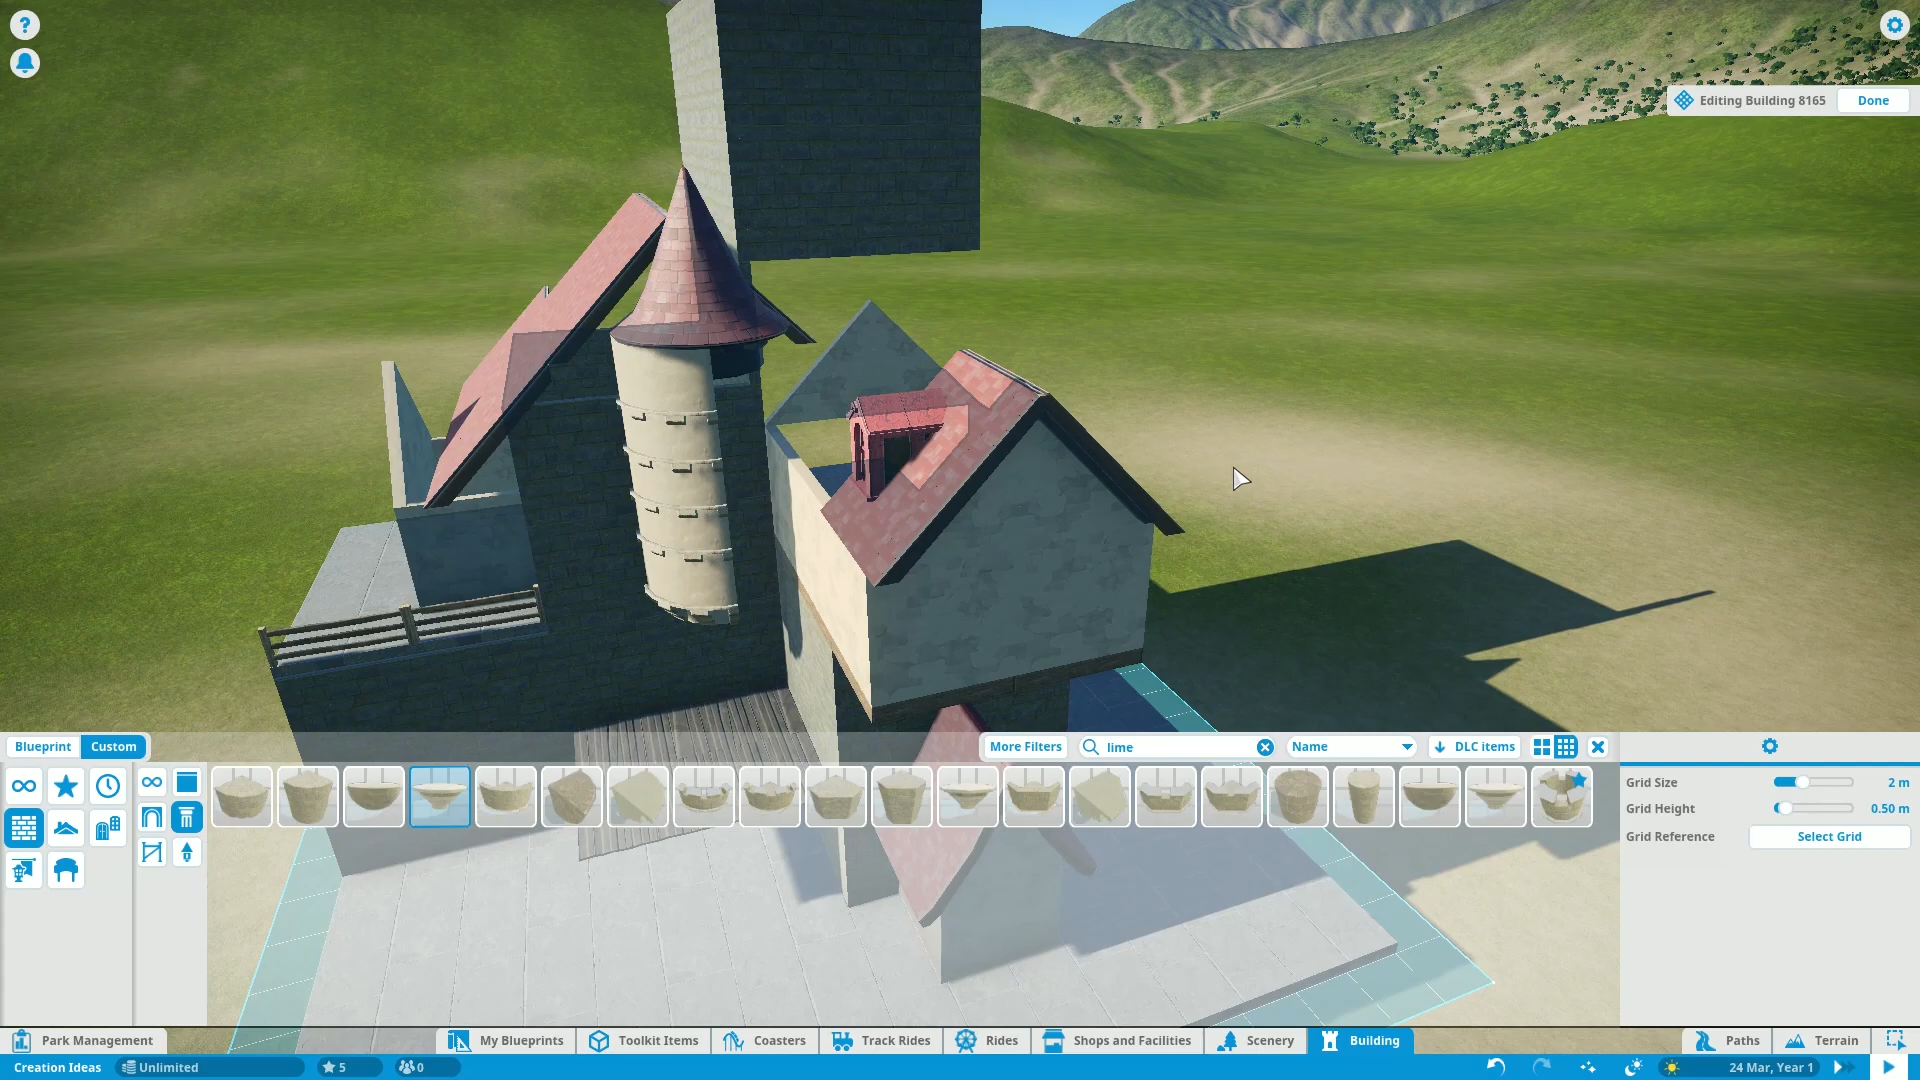 ?
Editing Building 8165
Done
Blueprint
Custom
More Filters
lime
Name
DLC items
Grid Size
2 m
Grid Height
0.50 m
Grid Reference
Select Grid
Park Management
My Blueprints
Toolkit Items
Coasters
Track Rides
Rides
Shops and Facilities
Scenery
Building
Paths
Terrain
Creation Ideas
Unlimited
5
0
24 Mar, Year 1